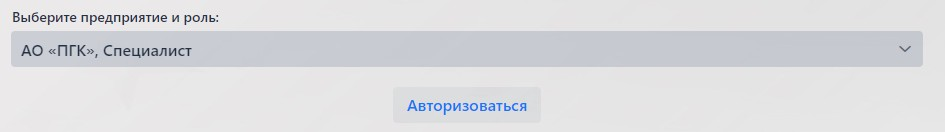 Выберите предприятие и роль:
АО «ПГК», Специалист
Авторизоваться